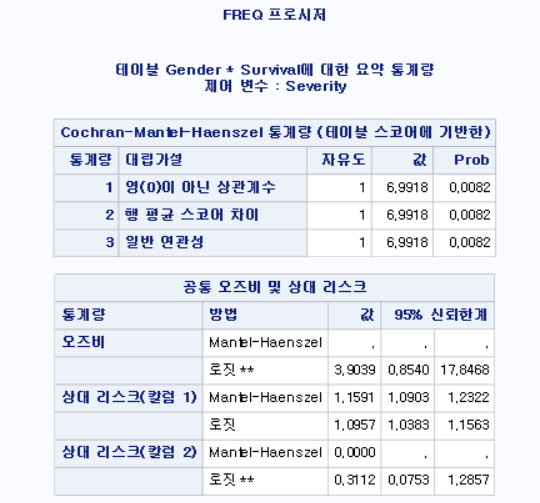 FREQ 프로시저
테이블 Gender * Survival에 대한 요약 통계량
제어 변수 : Severity
Cochran-Mantel-Haenszel 통계량 (테이블 스코어에 기반한)
통계량 대립가설 자유도 값 Prob
1 영(0)이 아닌 상관계수 1 6,9918 0,0082
2 행 평균 스코어 차이 1 6,9918 0,0082
3 일반 연관성 1 6,9918 0,0082
공통 오즈비 및 상대 리스크
통계량 방법 값 95% 신뢰한계
오즈비 Mantel-Haenszel , , ,
로짓 ** 3,9039 0,8540 17,8468
상대 리스크(칼럼 1) Mantel-Haenszel 1,1591 1,0903 1,2322
로짓 1,0957 1,0383 1,1563
상대 리스크(칼럼 2) Mantel-Haenszel 0,0000 , ,
로짓 ** 0,3112 0,0753 1,2857